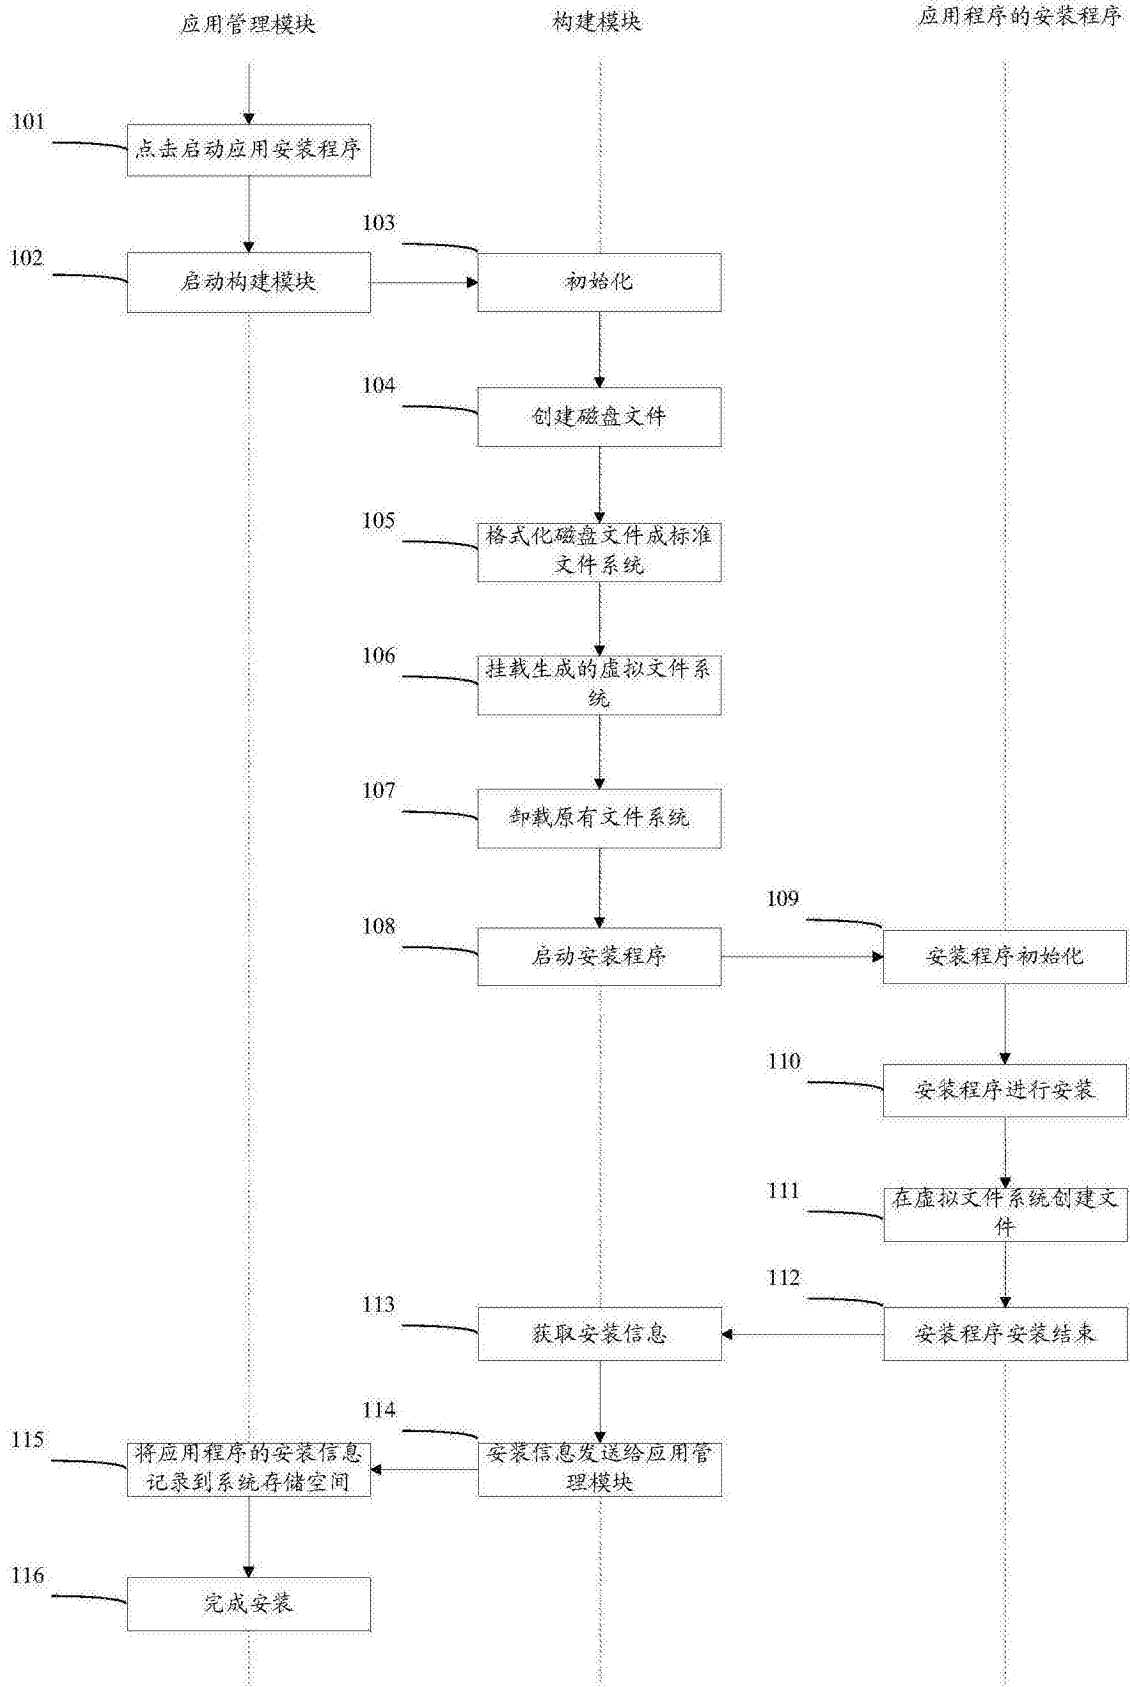 应用管理模块
构建模块
应用程序的安装程序
101
点击启动应用安装程序
102
启动构建模块
103
初始化
104
创建磁盘文件
105
格式化磁盘文件成标准
文件系统
106
挂载生成的虚拟文件系
统
107
卸载原有文件系统
108
启动安装程序
109
安装程序初始化
110
安装程序进行安装
111
在虚拟文件系统创建文
件
112
安装程序安装结束
113
获取安装信息
114
安装信息发送给应用管
理模块
115
将应用程序的安装信息
记录到系统存储空间
116
完成安装